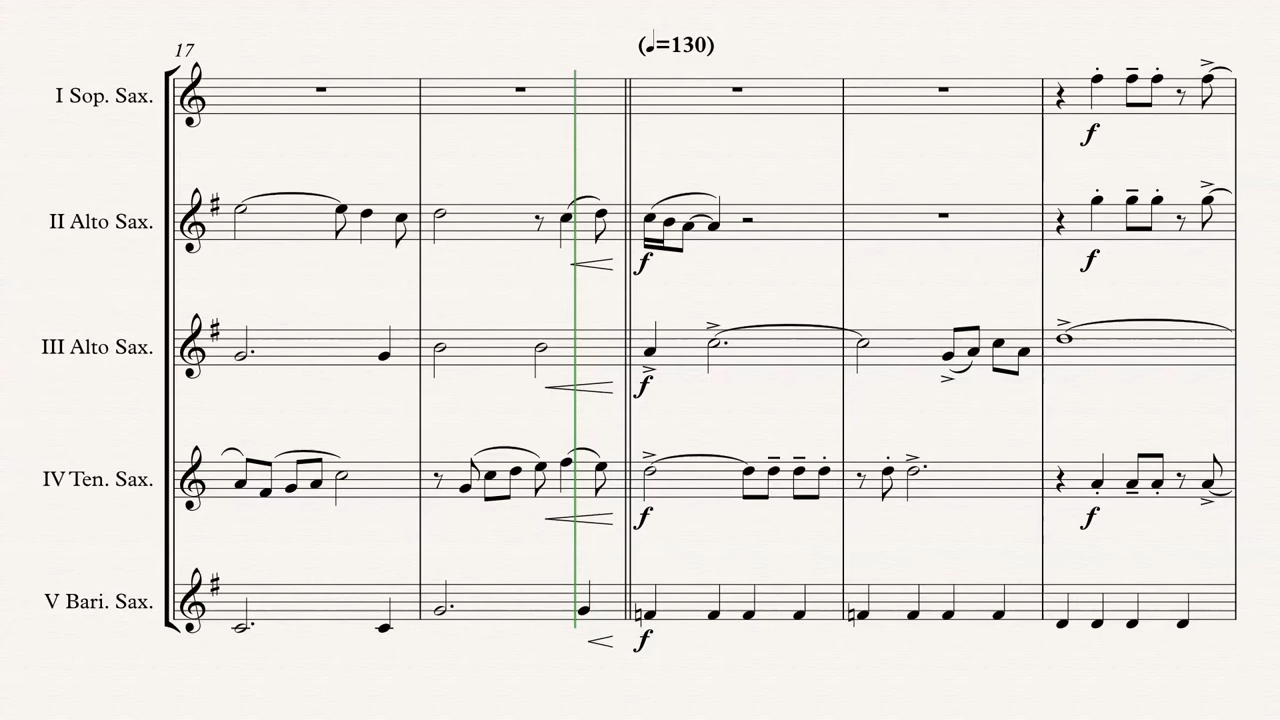 17
(♩=130)
I Sop. Sax.
f
II Alto Sax.
f
f
III Alto Sax.
f
IV Ten. Sax.
f
f
V Bari. Sax.
f